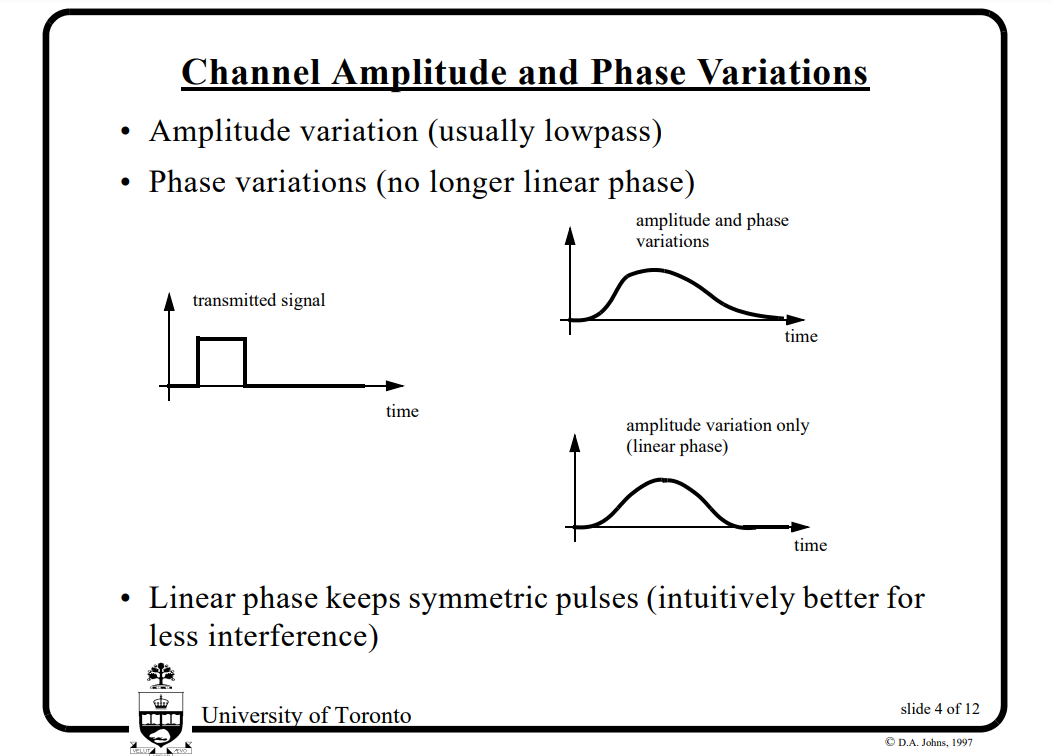 Channel Amplitude and Phase Variations
• Amplitude variation (usually lowpass)
• Phase variations (no longer linear phase)
amplitude and phase
variations
time
transmitted signal
time
amplitude variation only
(linear phase)
time
• Linear phase keeps symmetric pulses (intuitively better for
less interference)
VELUT ÆVO
University of Toronto
slide 4 of 12
© D.A. Johns, 1997